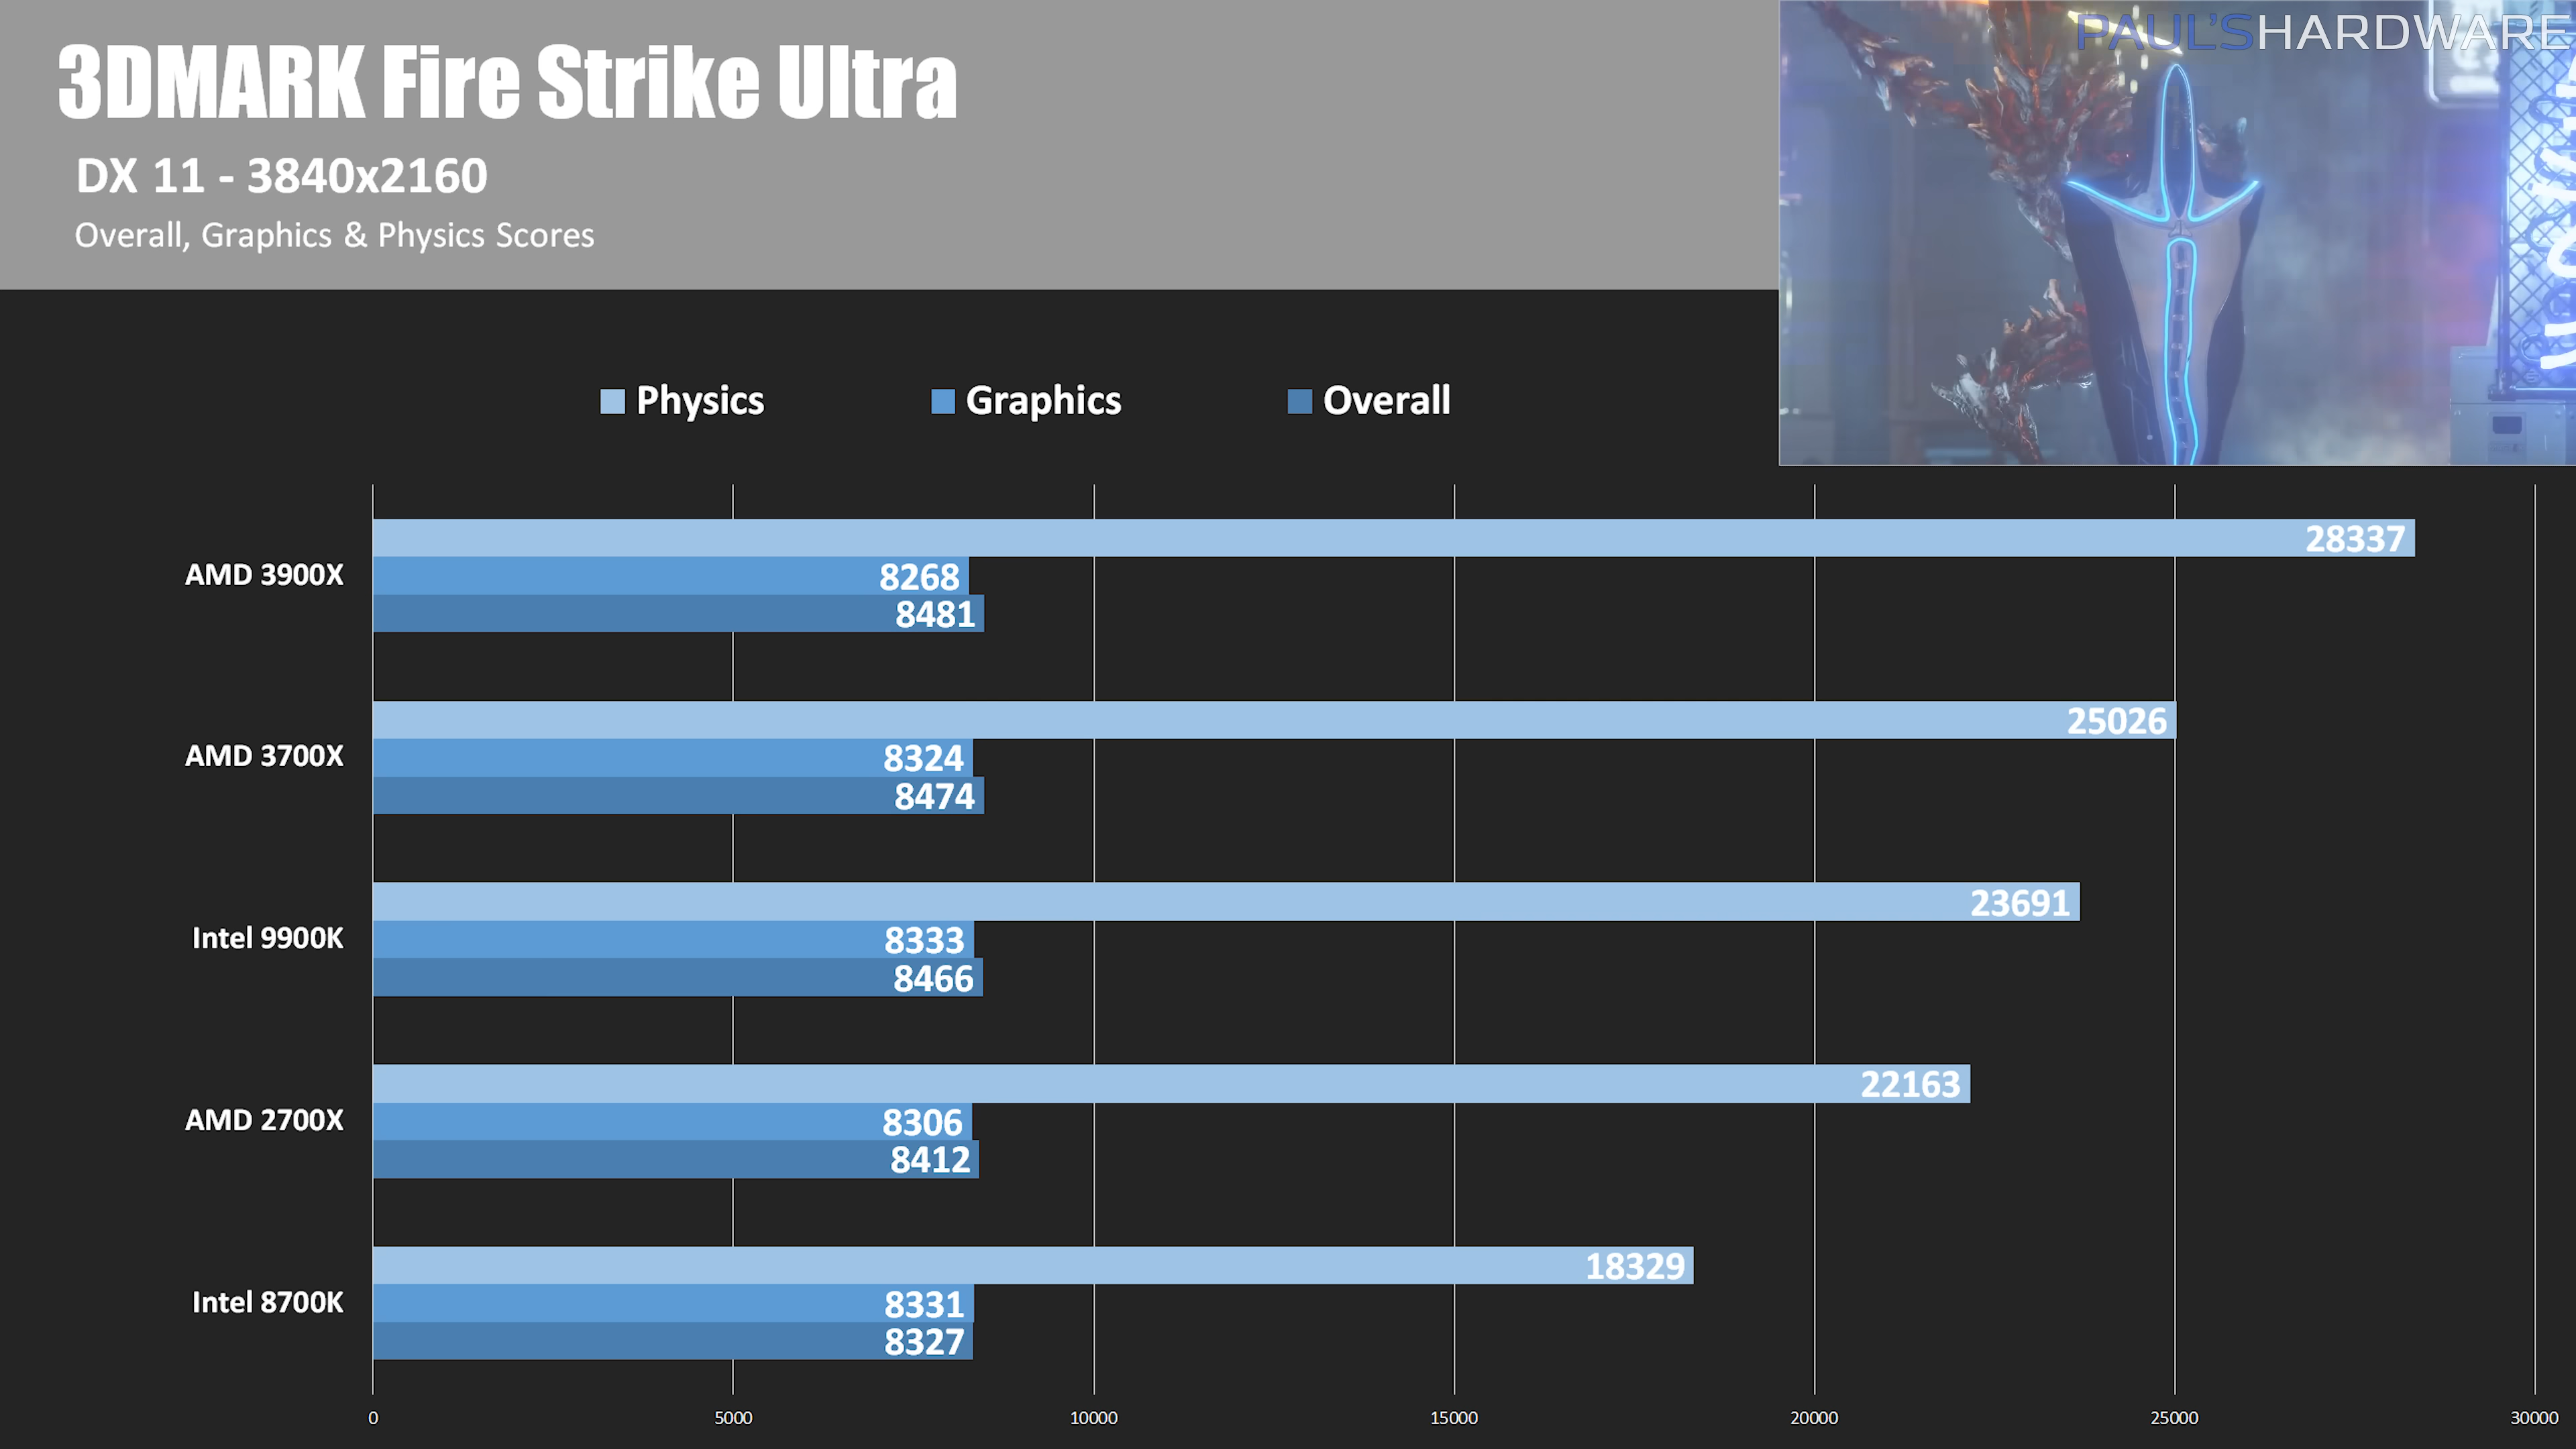 3DMARK Fire Strike Ultra
PAUL'SHARDWARE
DX 11 - 3840x2160
Overall, Graphics & Physics Scores
Physics Graphics Overall
28337
AMD 3900X 8268
8481
25026
AMD 3700X 8324
8474
23691
Intel 9900K 8333
8466
22163
AMD 2700X 8306
8412
18329
Intel 8700K 8331
8327
0 5000 10000 15000 20000 25000 30000